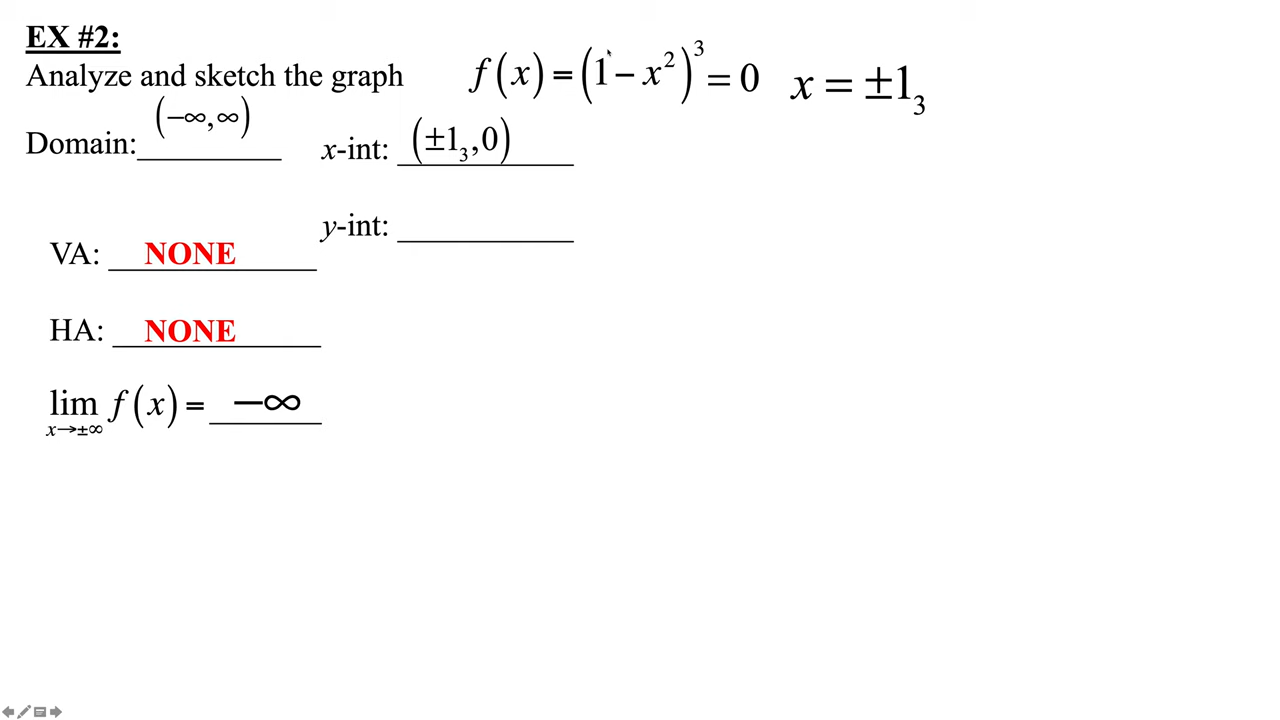 EX #2:
Analyze and sketch the graph f(x) = (1 − x²)³ = 0 x = ±1₃
Domain: (−∞,∞) x-int: (±1₃,0)
y-int:
VA: NONE
HA: NONE
lim x→±∞ f(x) = −∞